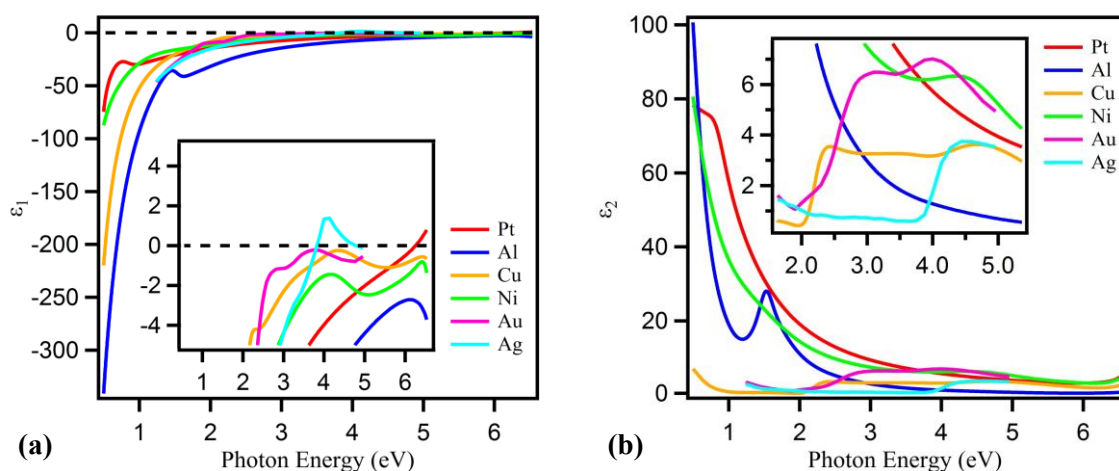 0
-50
-100
-150
-200
-250
-300
ε1
4
2
0
-2
-4
1 2 3 4 5 6
Pt
Al
Cu
Ni
Au
Ag
1 2 3 4 5 6
Photon Energy (eV)
(a)
100
80
60
40
20
0
ε2
6
4
2
2.0 3.0 4.0 5.0
Pt
Al
Cu
Ni
Au
Ag
1 2 3 4 5 6
Photon Energy (eV)
(b)